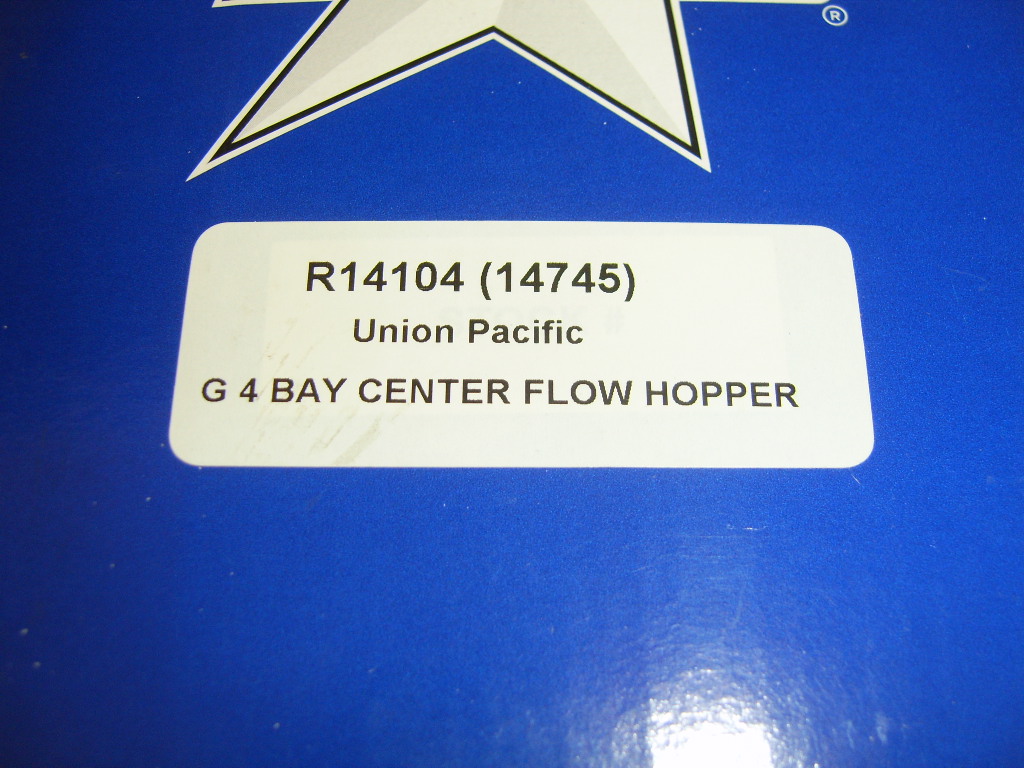 ®
R14104 (14745)
Union Pacific
G 4 BAY CENTER FLOW HOPPER